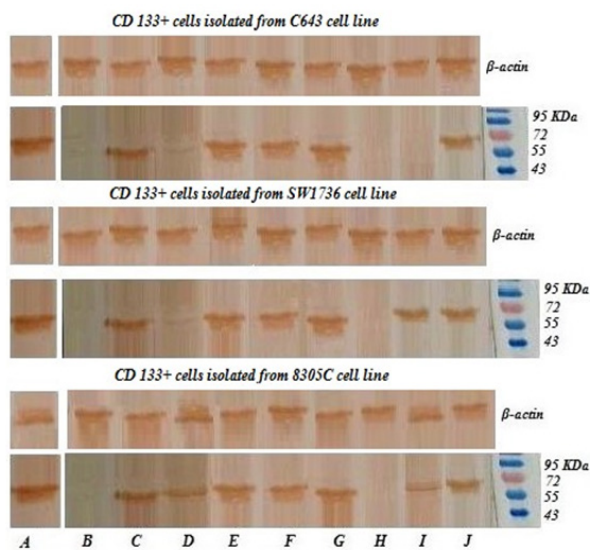 CD 133+ cells isolated from C643 cell line
β-actin
95 KDa
72
55
43
CD 133+ cells isolated from SW1736 cell line
β-actin
95 KDa
72
55
43
CD 133+ cells isolated from 8305C cell line
β-actin
95 KDa
72
55
43
A B C D E F G H I J